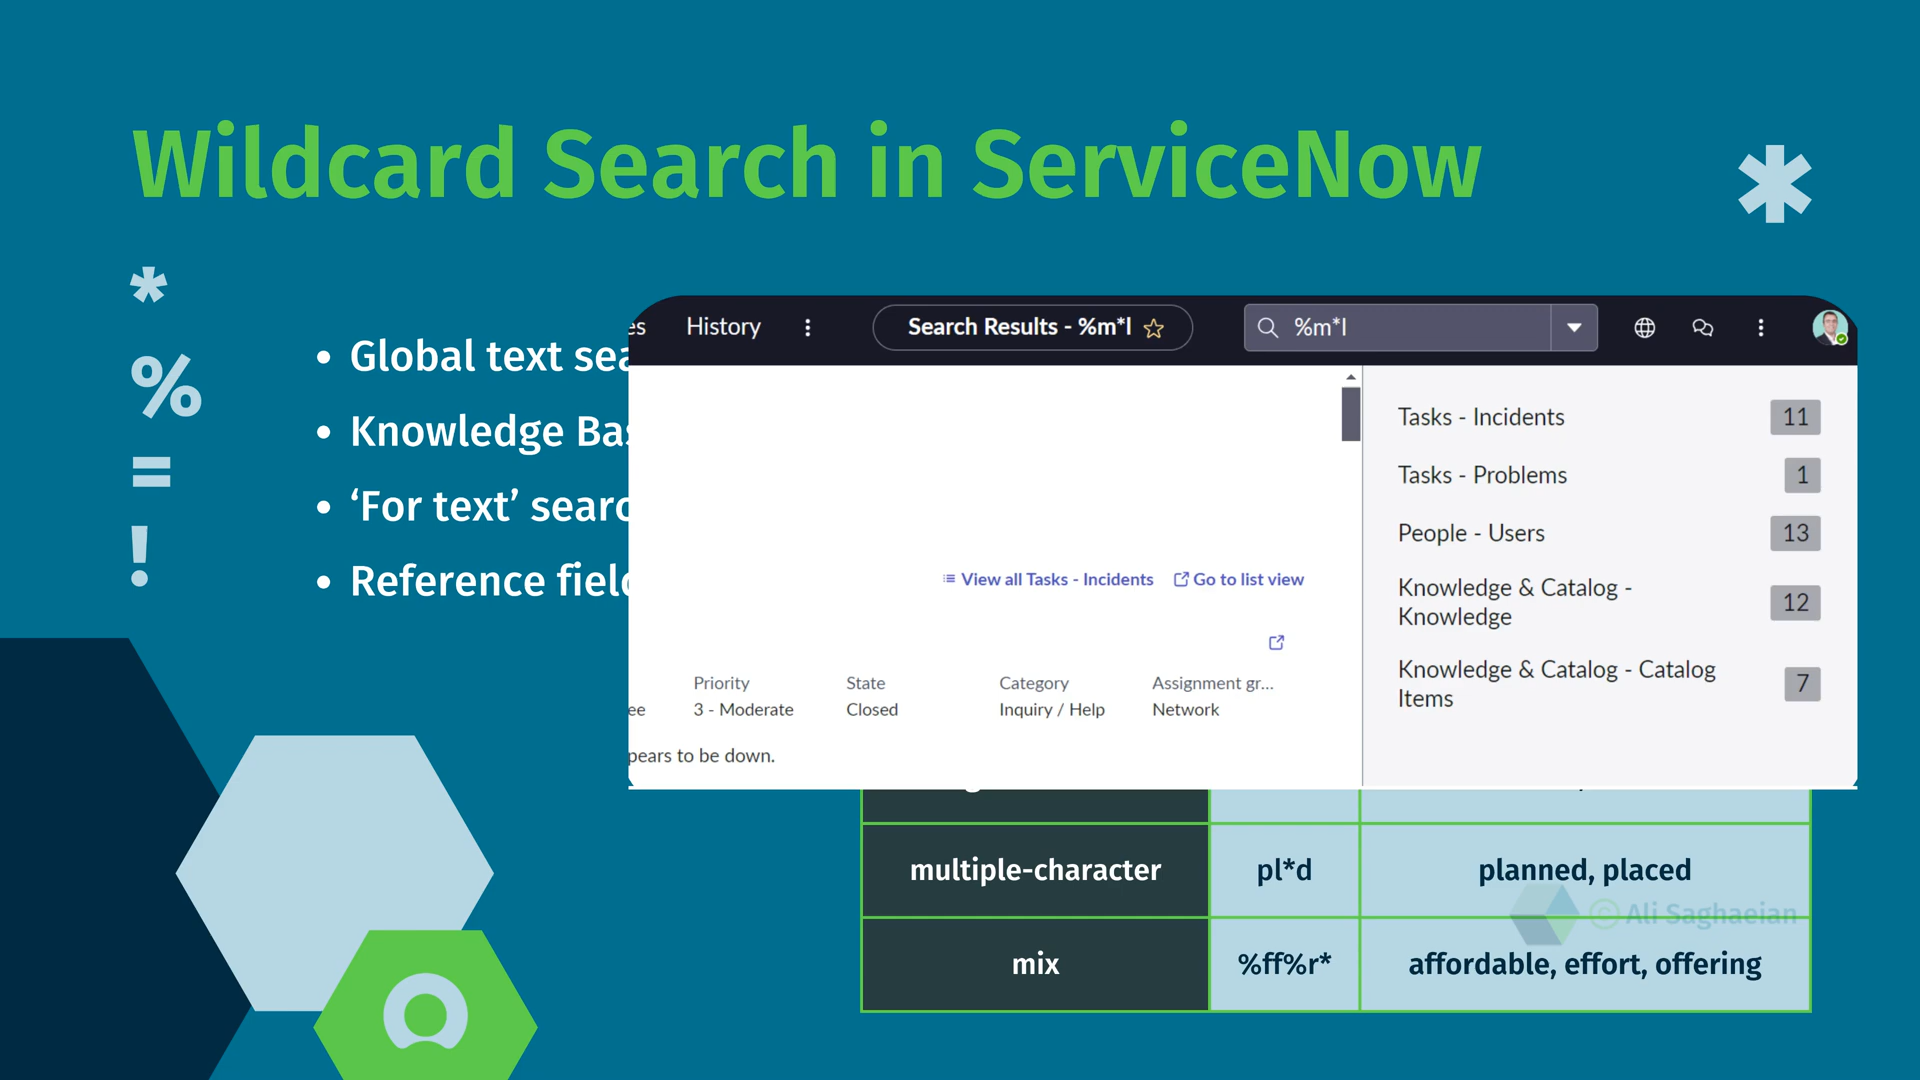 Wildcard Search in ServiceNow
*
*
%
=
!
• Global text sea
• Knowledge Bas
• ‘For text’ searc
• Reference field
es History
Search Results - %m*l
%m*l
Tasks - Incidents 11
Tasks - Problems 1
People - Users 13
Knowledge & Catalog -
Knowledge 12
Knowledge & Catalog - Catalog
Items 7
View all Tasks - Incidents Go to list view
Priority State Category Assignment gr...
ee 3 - Moderate Closed Inquiry / Help Network
pears to be down.
multiple-character pl*d planned, placed
© Ali Saghaeian
mix %ff%r* affordable, effort, offering